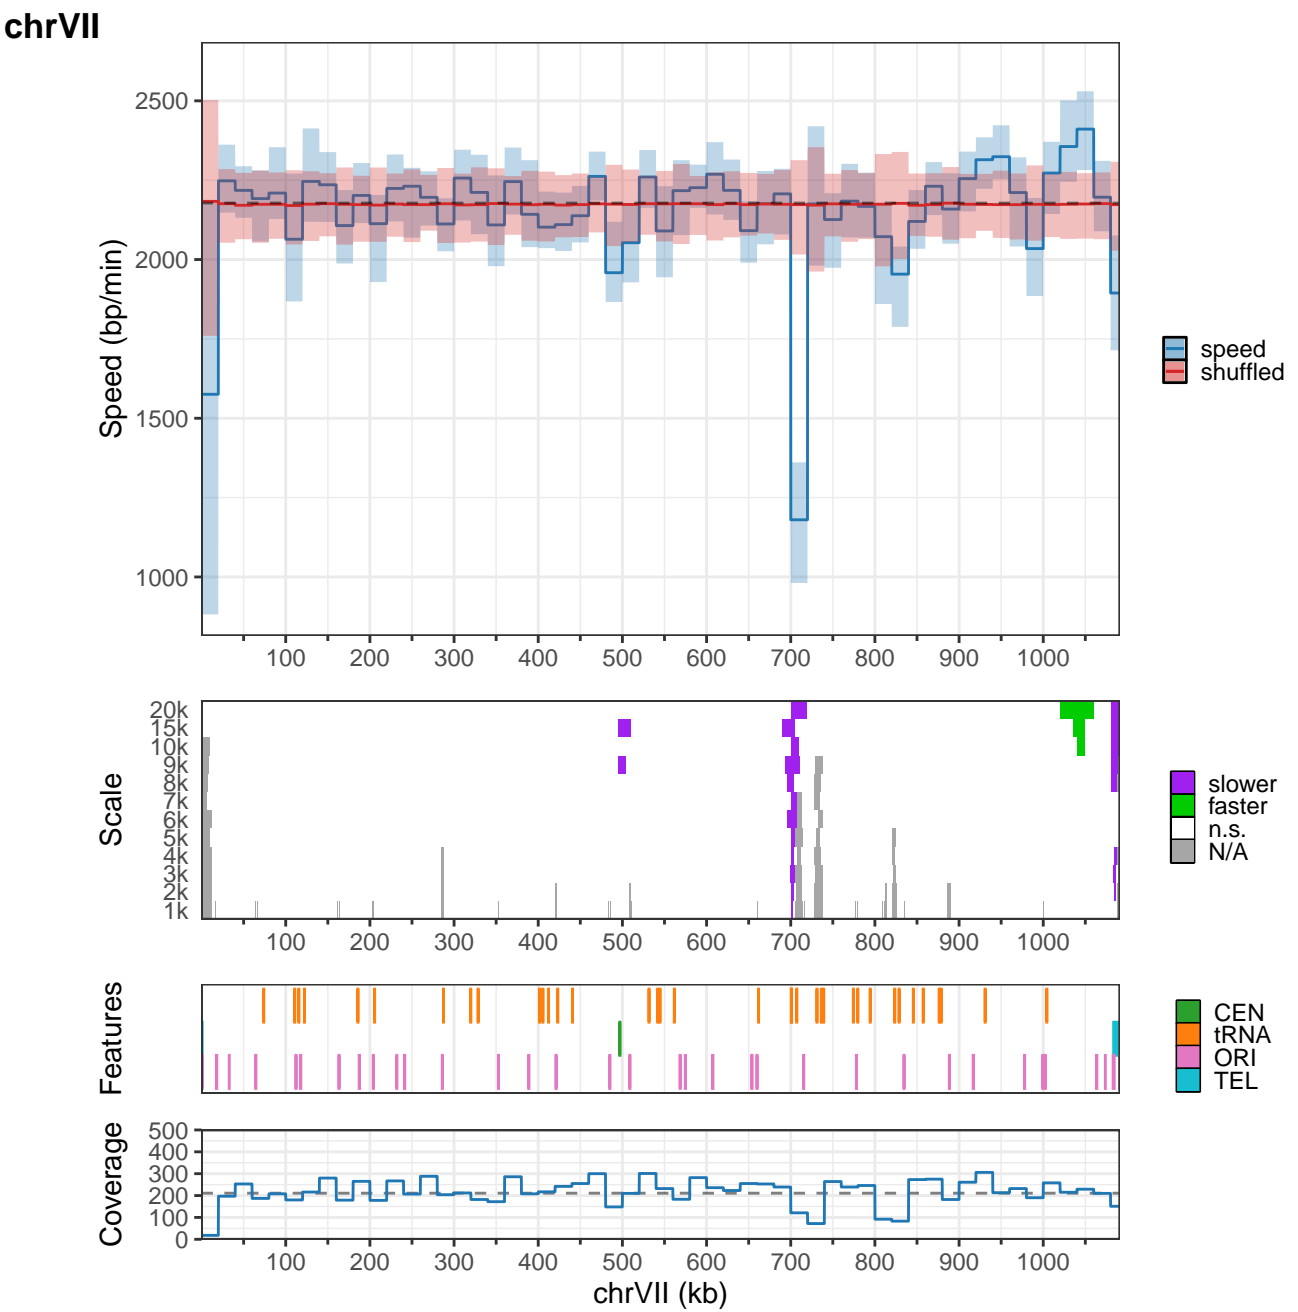 chrVII
Speed (bp/min)
2500
2000
1500
1000
100 200 300 400 500 600 700 800 900 1000
speed
shuffled
Scale
20k
15k
10k
9k
8k
7k
6k
5k
4k
3k
2k
1k
100 200 300 400 500 600 700 800 900 1000
slower
faster
n.s.
N/A
Features
CEN
tRNA
ORI
TEL
Coverage
500
400
300
200
100
0
100 200 300 400 500 600 700 800 900 1000
chrVII (kb)